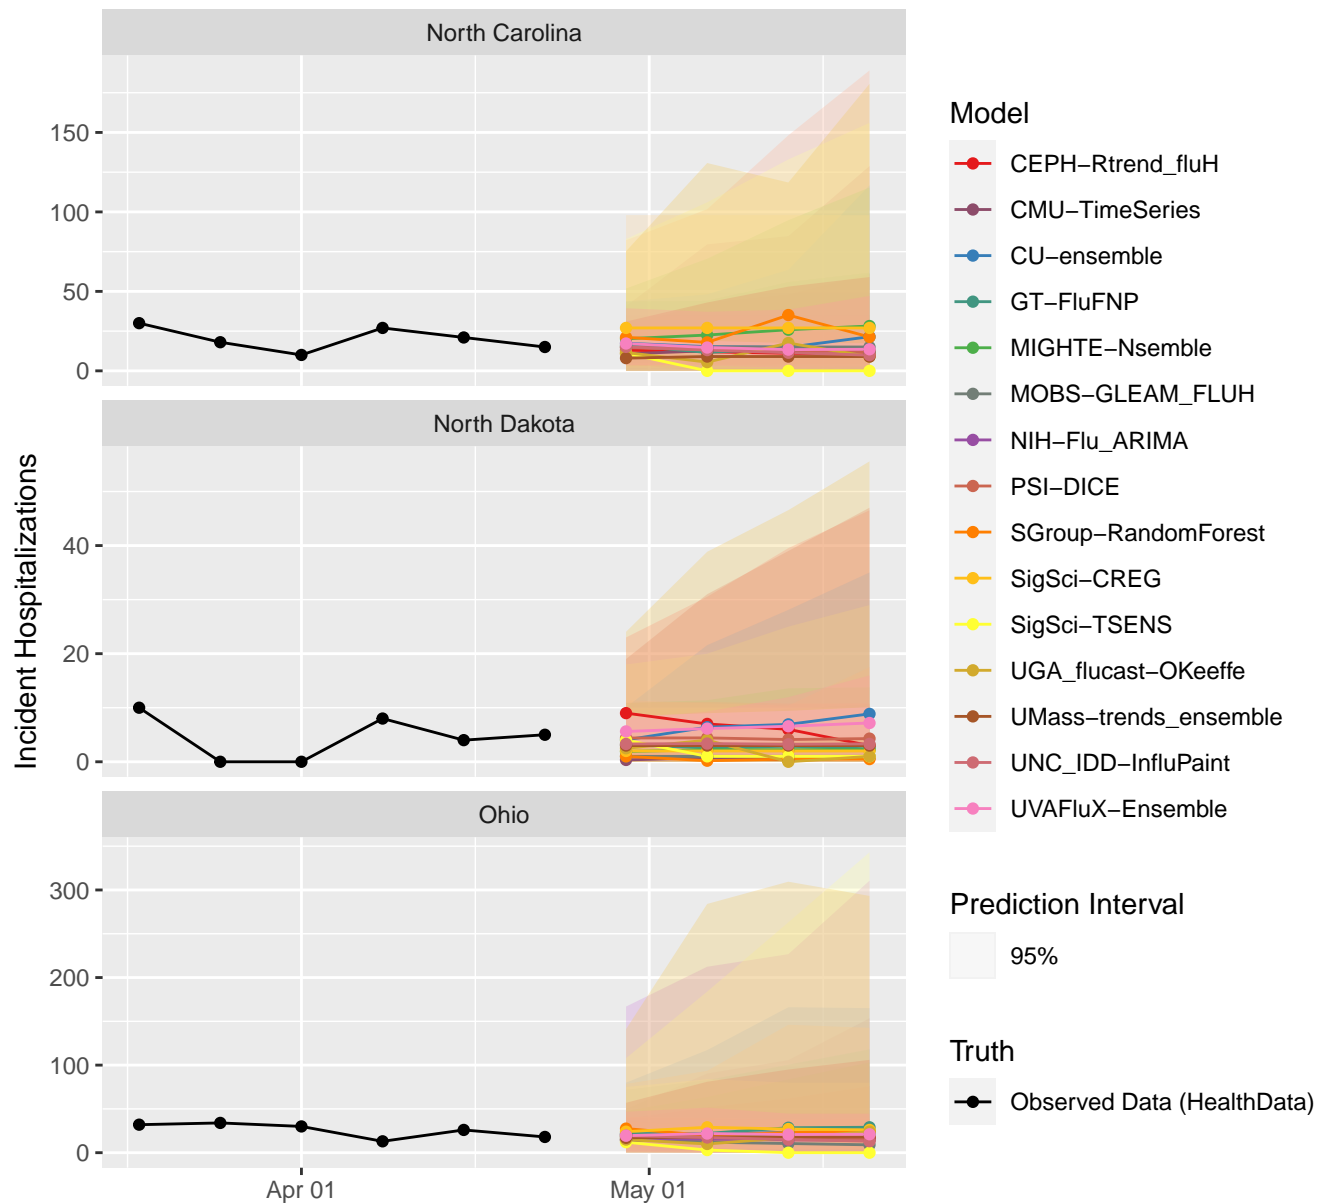 North Carolina
150
100
50
0
North Dakota
40
20
0
Ohio
300
200
100
0
Apr 01
May 01
Incident Hospitalizations
Model
CEPH−Rtrend_fluH
CMU−TimeSeries
CU−ensemble
GT−FluFNP
MIGHTE−Nsemble
MOBS−GLEAM_FLUH
NIH−Flu_ARIMA
PSI−DICE
SGroup−RandomForest
SigSci−CREG
SigSci−TSENS
UGA_flucast−OKeeffe
UMass−trends_ensemble
UNC_IDD−InfluPaint
UVAFluX−Ensemble
Prediction Interval
95%
Truth
Observed Data (HealthData)